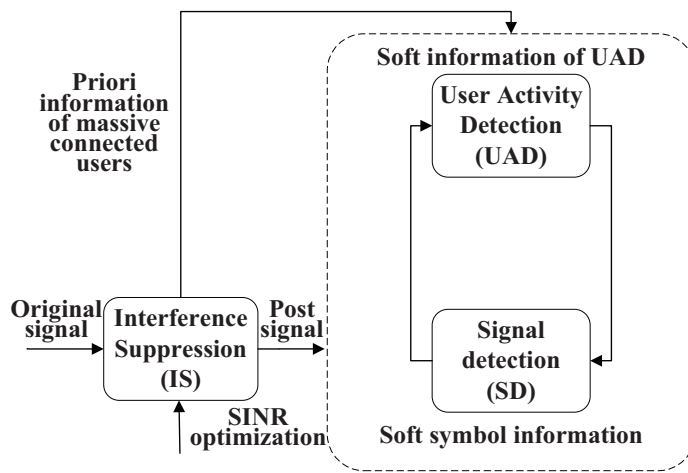 Priori
information
of massive
connected
users
Soft information of UAD
User Activity
Detection
(UAD)
Original
signal
Interference
Suppression
(IS)
Post
signal
Signal
detection
(SD)
SINR
optimization
Soft symbol information